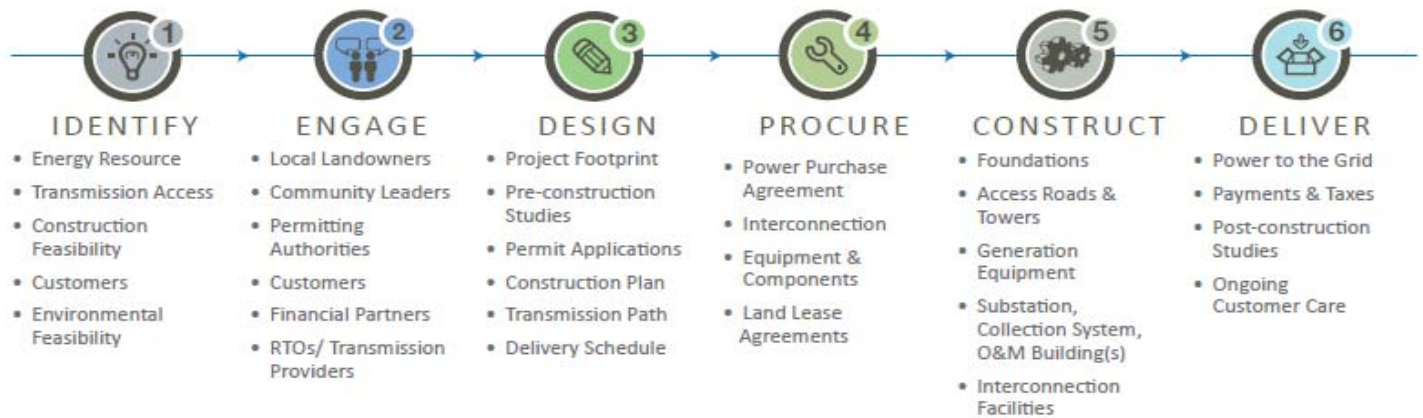 1
IDENTIFY
• Energy Resource
• Transmission Access
• Construction
Feasibility
• Customers
• Environmental
Feasibility
2
ENGAGE
• Local Landowners
• Community Leaders
• Permitting
Authorities
• Customers
• Financial Partners
• RTOs/ Transmission
Providers
3
DESIGN
• Project Footprint
• Pre-construction
Studies
• Permit Applications
• Construction Plan
• Transmission Path
• Delivery Schedule
4
PROCURE
• Power Purchase
Agreement
• Interconnection
• Equipment &
Components
• Land Lease
Agreements
5
CONSTRUCT
• Foundations
• Access Roads &
Towers
• Generation
Equipment
• Substation,
Collection System,
O&M Building(s)
• Interconnection
Facilities
6
DELIVER
• Power to the Grid
• Payments & Taxes
• Post-construction
Studies
• Ongoing
Customer Care